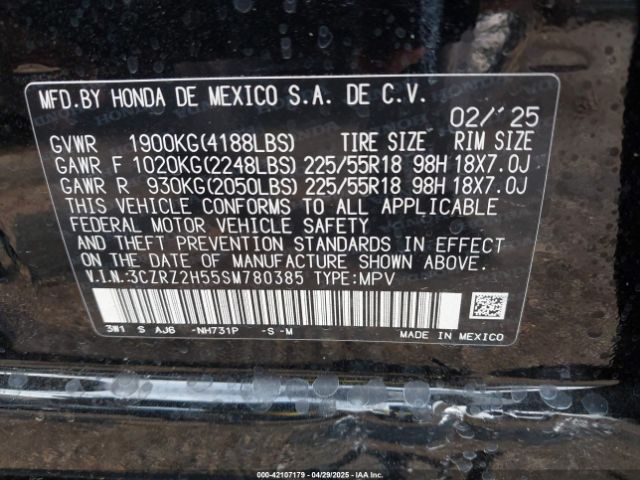 MFD.BY HONDA DE MEXICO S.A. DE C.V.
02/'25
GVWR 1900KG(4188LBS) TIRE SIZE RIM SIZE
GAWR F 1020KG(2248LBS) 225/55R18 98H 18X7.0J
GAWR R 930KG(2050LBS) 225/55R18 98H 18X7.0J
THIS VEHICLE CONFORMS TO ALL APPLICABLE
FEDERAL MOTOR VEHICLE SAFETY
AND THEFT PREVENTION STANDARDS IN EFFECT
ON THE DATE OF MANUFACTURE SHOWN ABOVE.
V.I.N.:3CZRZ2H55SM780385 TYPE:MPV
3W1 S AJ6 -NH731P -S -M
MADE IN MEXICO
000-42107179 - 04/29/2025 - IAA Inc.